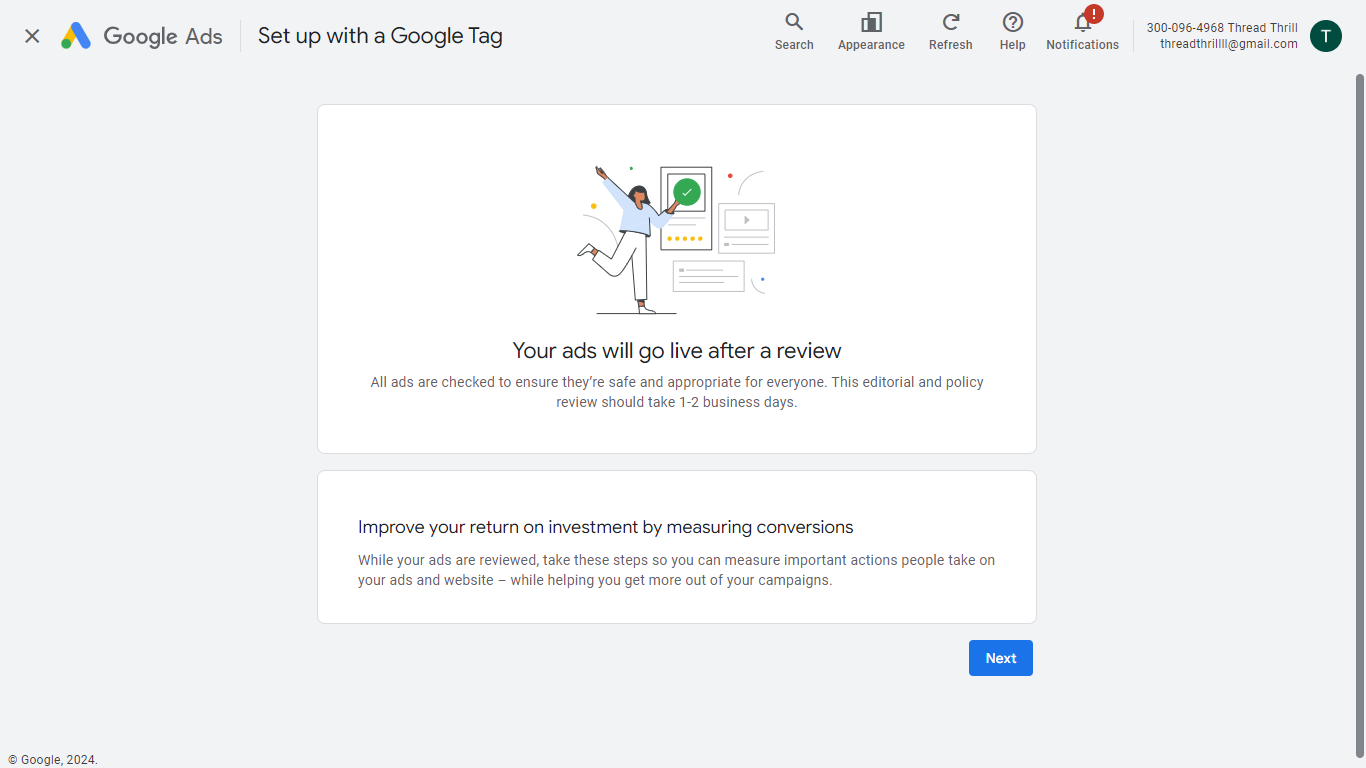 Google Ads
Set up with a Google Tag
Search
Appearance
Refresh
Help
!
Notifications
300-096-4968 Thread Thrill
threadthrillll@gmail.com
T
Your ads will go live after a review
All ads are checked to ensure they’re safe and appropriate for everyone. This editorial and policy
review should take 1-2 business days.
Improve your return on investment by measuring conversions
While your ads are reviewed, take these steps so you can measure important actions people take on
your ads and website – while helping you get more out of your campaigns.
Next
© Google, 2024.